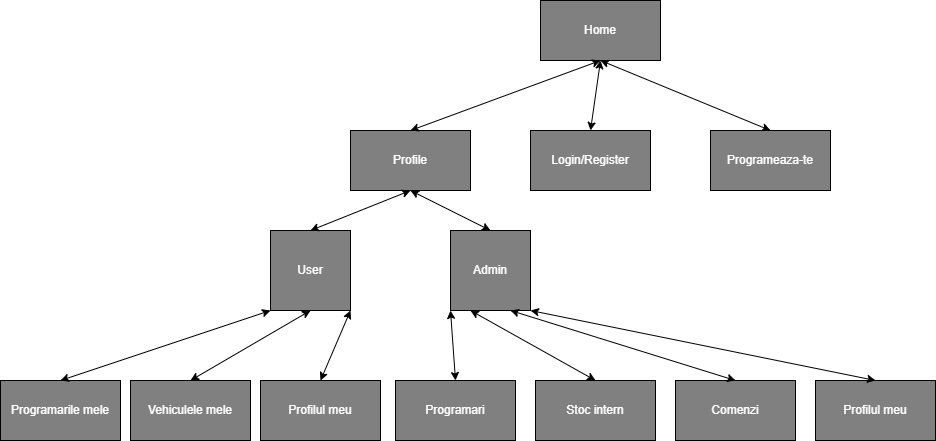 Home
Profile
Login/Register
Programeaza-te
User
Admin
Programarile mele
Vehiculele mele
Profilul meu
Programari
Stoc intern
Comenzi
Profilul meu